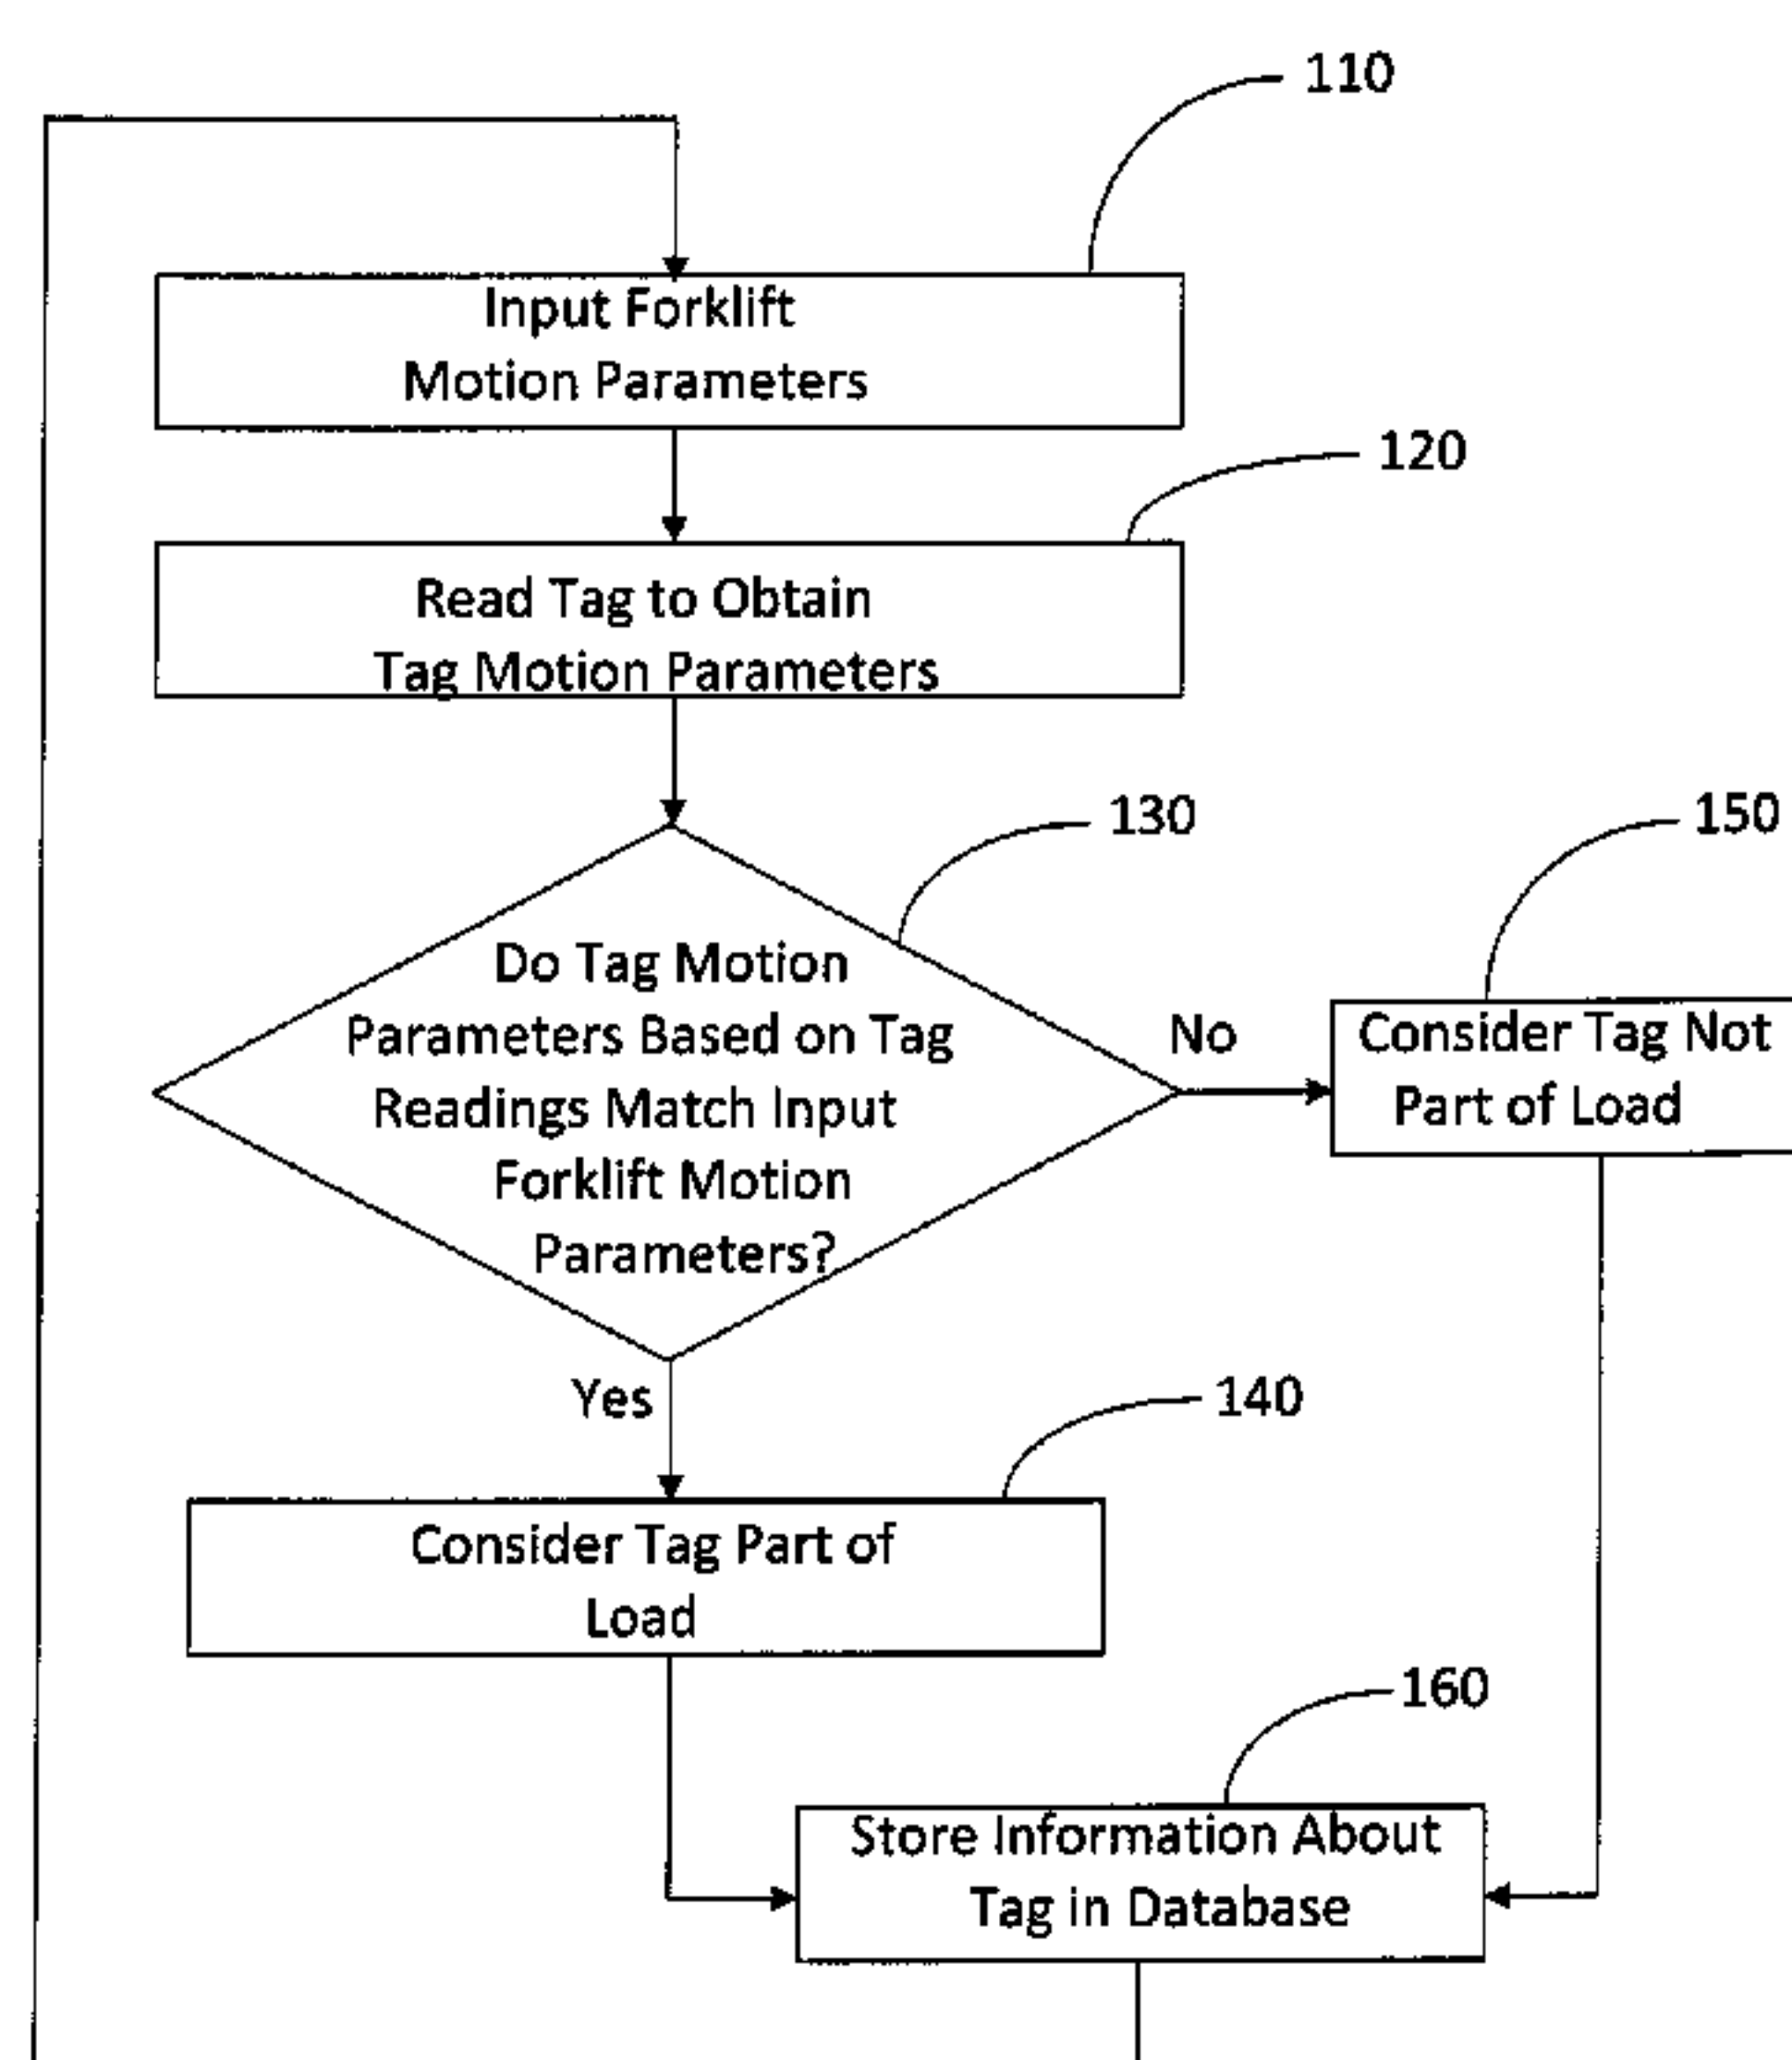 110
Input Forklift
Motion Parameters
120
Read Tag to Obtain
Tag Motion Parameters
130
150
Do Tag Motion
Parameters Based on Tag
Readings Match Input
Forklift Motion
Parameters?
No
Consider Tag Not
Part of Load
Yes
140
Consider Tag Part of
Load
160
Store Information About
Tag in Database